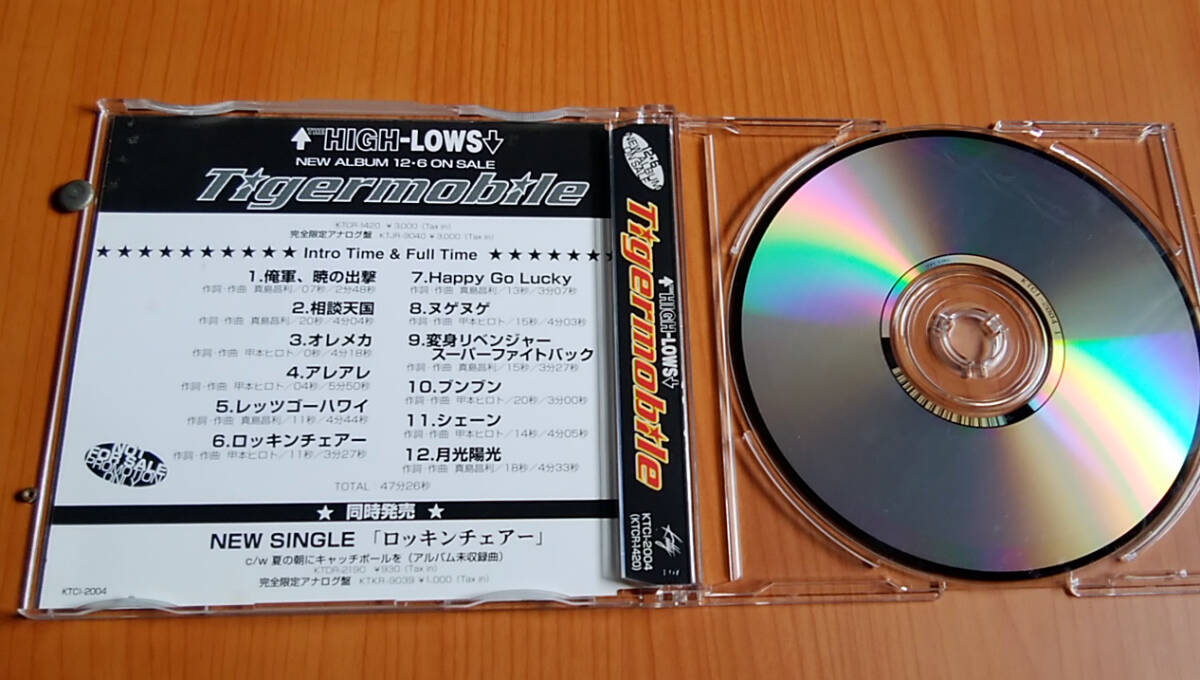 THE HIGH-LOWS
NEW ALBUM 12・6 ON SALE
Tigermobile
KTCR-1420 ¥3,000 (Tax in)
完全限定アナログ盤 KTJR-9040 ¥3,000 (Tax in)
★★★★★★★★★★ Intro Time & Full Time ★★★★★★★
1.俺軍、暁の出撃
作詞・作曲 真島昌利/07秒/2分48秒
2.相談天国
作詞・作曲 真島昌利/20秒/4分04秒
3.オレメカ
作詞・作曲 甲本ヒロト/0秒/4分18秒
4.アレアレ
作詞・作曲 甲本ヒロト/04秒/5分50秒
5.レッツゴーハワイ
作詞・作曲 真島昌利/11秒/4分44秒
6.ロッキンチェアー
作詞・作曲 甲本ヒロト/11秒/3分27秒
7.Happy Go Lucky
作詞・作曲 真島昌利/13秒/3分07秒
8.ヌゲヌゲ
作詞・作曲 甲本ヒロト/15秒/4分03秒
9.変身リベンジャー
スーパーファイトバック
作詞・作曲 真島昌利/15秒/3分27秒
10.ブンブン
作詞・作曲 甲本ヒロト/20秒/3分00秒
11.シェーン
作詞・作曲 甲本ヒロト/14秒/4分05秒
12.月光陽光
作詞・作曲 真島昌利/18秒/4分33秒
TOTAL:47分26秒
NOT
FOR SALE
PROMOTION
ONLY
★ 同時発売 ★
NEW SINGLE 「ロッキンチェアー」
c/w 夏の朝にキャッチボールを (アルバム未収録曲)
KTDR-2190 ¥930 (Tax in)
完全限定アナログ盤 KTKR-9039 ¥1,000 (Tax in)
KTCI-2004
12・6
NEW ALBUM
ON SALE
Tigermobile
THE HIGH-LOWS
Tigermobile
KTCI-2004
(KTCR-1420)
KTCI-2004 1